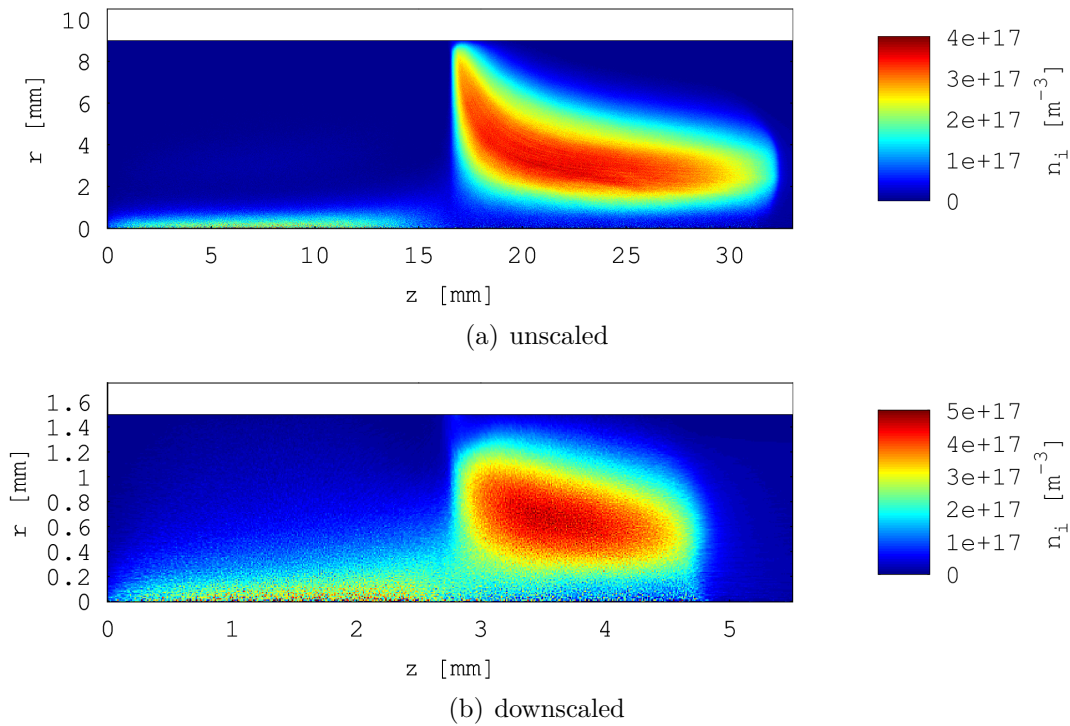 10
8
6
4
2
0
r [mm]
0 5 10 15 20 25 30
z [mm]
4e+17
3e+17
2e+17
1e+17
0
n_i [m^-3]
(a) unscaled
1.6
1.4
1.2
1
0.8
0.6
0.4
0.2
0
r [mm]
0 1 2 3 4 5
z [mm]
5e+17
4e+17
3e+17
2e+17
1e+17
0
n_i [m^-3]
(b) downscaled